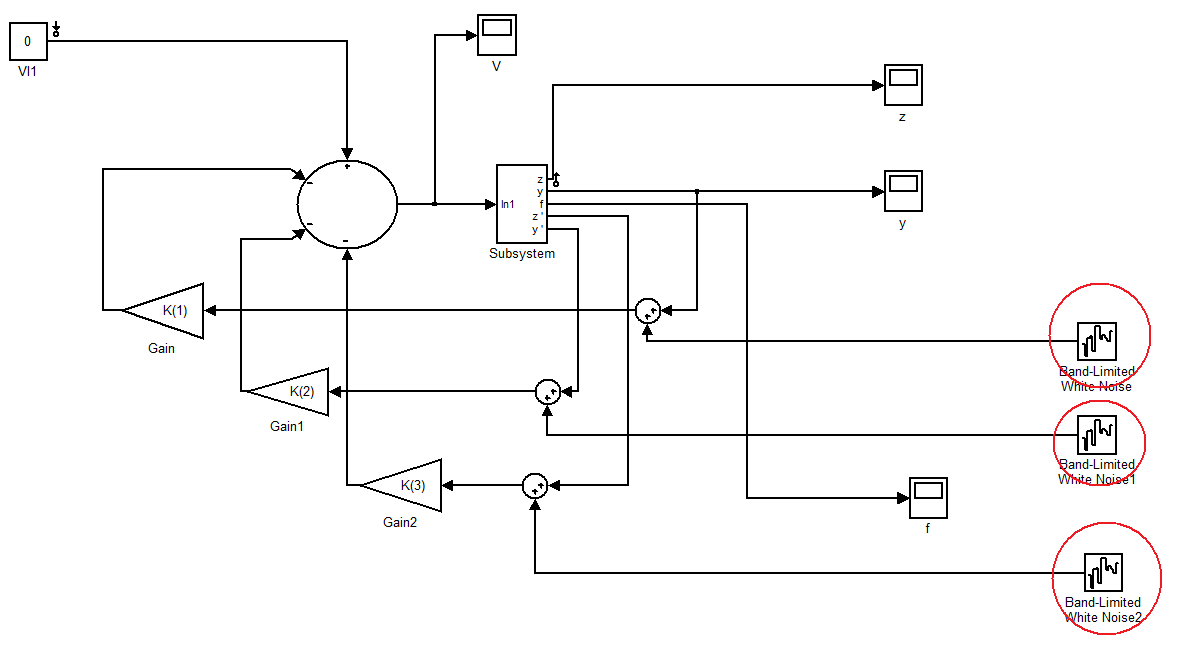 0
VI1
V
z
y
+
-
-
-
In1
z
y
f
z '
y '
Subsystem
K(1)
Gain
+
+
Band-Limited
White Noise
K(2)
Gain1
+
+
Band-Limited
White Noise1
K(3)
Gain2
+
+
f
Band-Limited
White Noise2